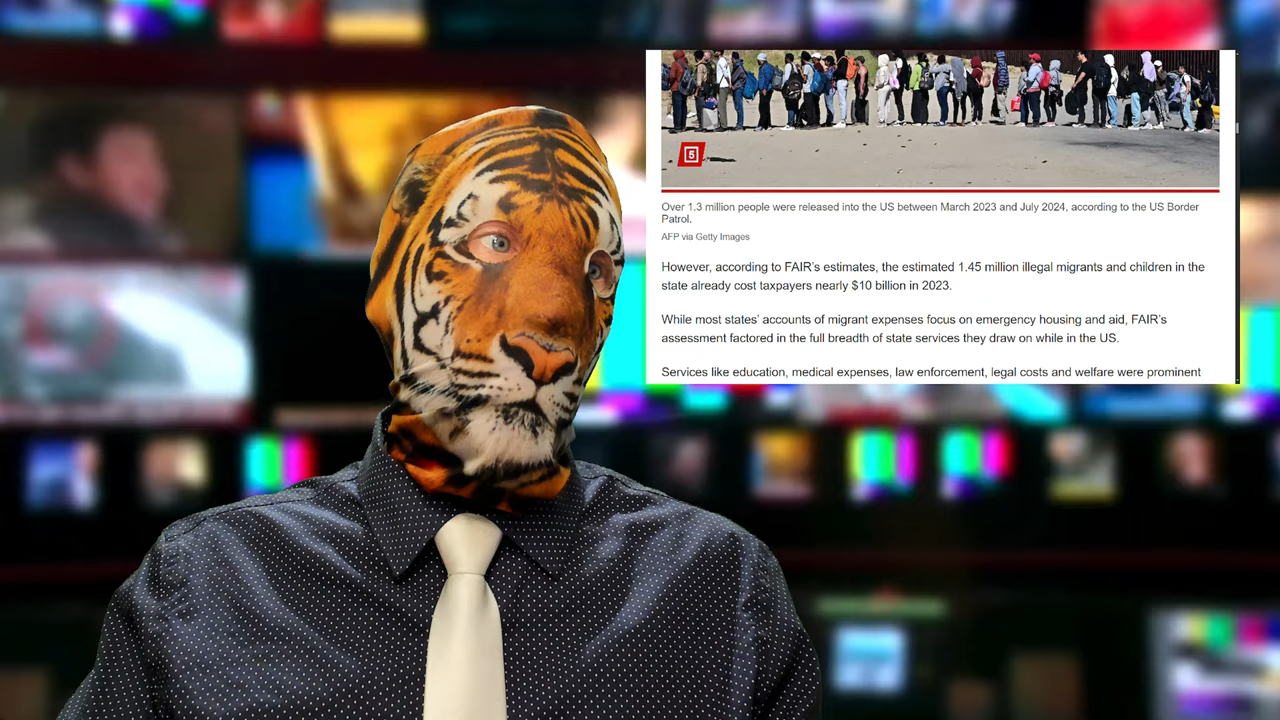 5
Over 1.3 million people were released into the US between March 2023 and July 2024, according to the US Border
Patrol.
AFP via Getty Images
However, according to FAIR's estimates, the estimated 1.45 million illegal migrants and children in the
state already cost taxpayers nearly $10 billion in 2023.
While most states' accounts of migrant expenses focus on emergency housing and aid, FAIR's
assessment factored in the full breadth of state services they draw on while in the US.
Services like education, medical expenses, law enforcement, legal costs and welfare were prominent